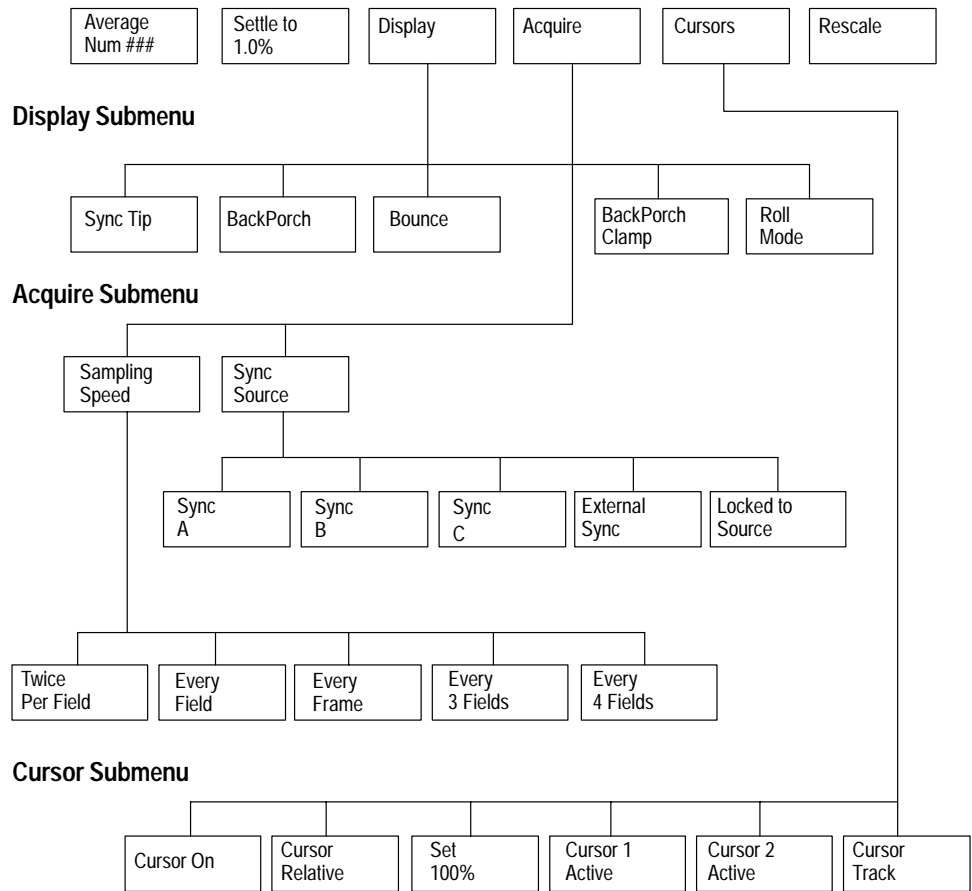 Average
Num ###
Settle to
1.0%
Display
Acquire
Cursors
Rescale
Display Submenu
Sync Tip
BackPorch
Bounce
BackPorch
Clamp
Roll
Mode
Acquire Submenu
Sampling
Speed
Sync
Source
Sync
A
Sync
B
Sync
C
External
Sync
Locked to
Source
Twice
Per Field
Every
Field
Every
Frame
Every
3 Fields
Every
4 Fields
Cursor Submenu
Cursor On
Cursor
Relative
Set
100%
Cursor 1
Active
Cursor 2
Active
Cursor
Track